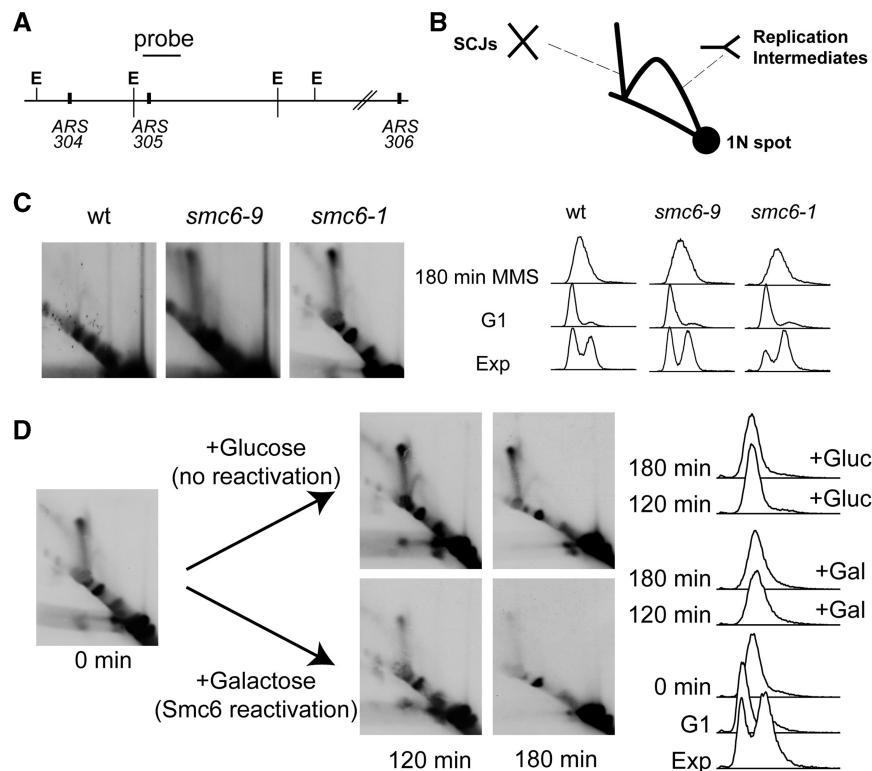 A
probe
E
E
E
E
ARS
304
ARS
305
ARS
306
B
SCJs
Replication
Intermediates
1N spot
C
wt
smc6-9
smc6-1
wt
smc6-9
smc6-1
180 min MMS
G1
Exp
D
+Glucose
(no reactivation)
0 min
+Galactose
(Smc6 reactivation)
120 min
180 min
180 min
+Gluc
120 min
+Gluc
180 min
+Gal
120 min
+Gal
0 min
G1
Exp